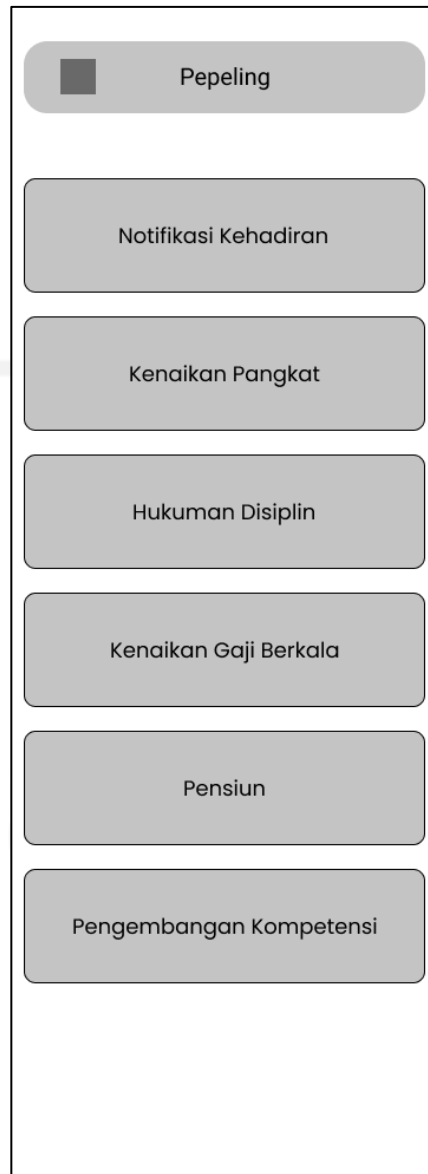 Pepeling
Notifikasi Kehadiran
Kenaikan Pangkat
Hukuman Disiplin
Kenaikan Gaji Berkala
Pensiun
Pengembangan Kompetensi